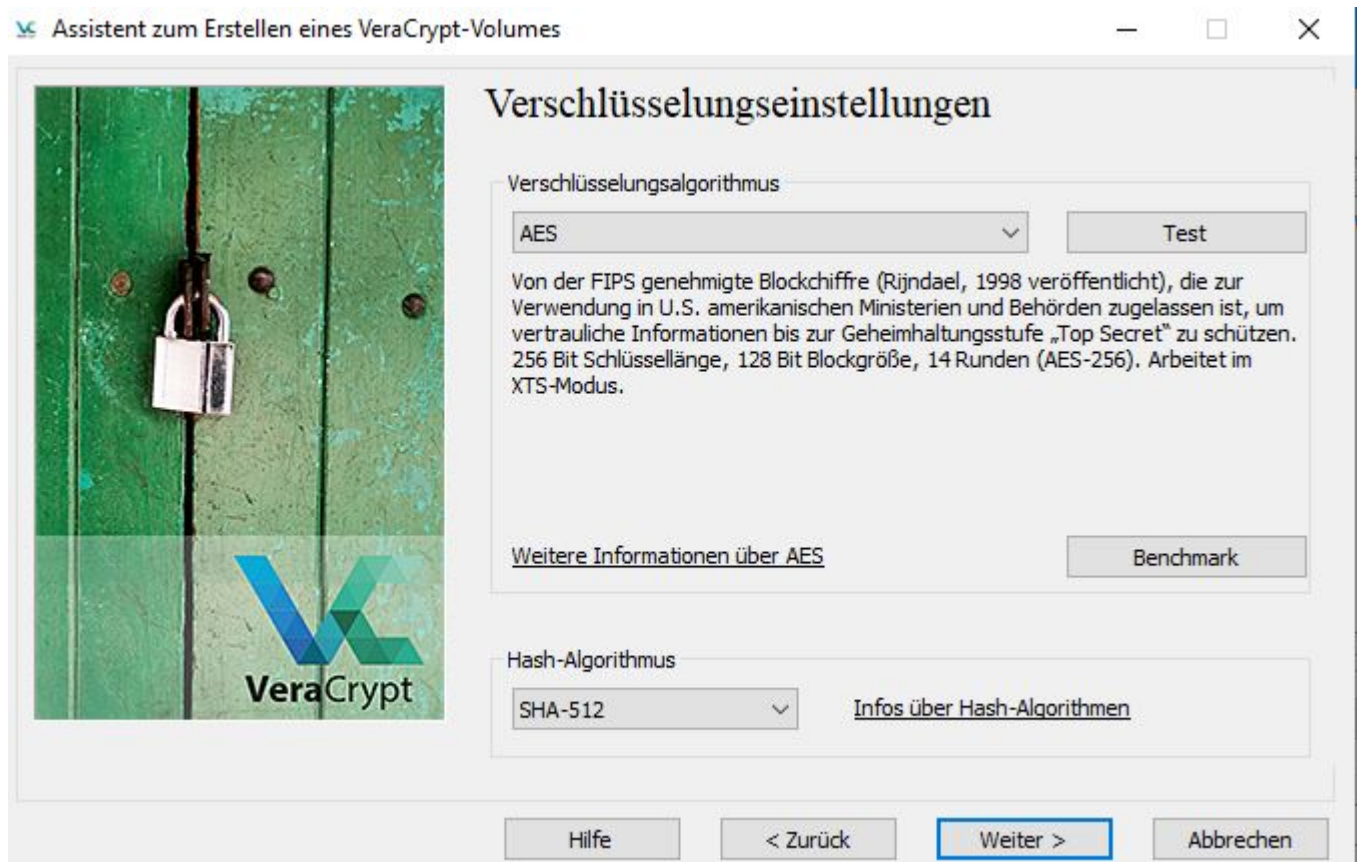 Assistent zum Erstellen eines VeraCrypt-Volumes
Verschlüsselungseinstellungen
Verschlüsselungsalgorithmus
AES
Test
Von der FIPS genehmigte Blockchiffre (Rijndael, 1998 veröffentlicht), die zur
Verwendung in U.S. amerikanischen Ministerien und Behörden zugelassen ist, um
vertrauliche Informationen bis zur Geheimhaltungsstufe „Top Secret“ zu schützen.
256 Bit Schlüssellänge, 128 Bit Blockgröße, 14 Runden (AES-256). Arbeitet im
XTS-Modus.
Weitere Informationen über AES
Benchmark
VeraCrypt
Hash-Algorithmus
SHA-512
Infos über Hash-Algorithmen
Hilfe
< Zurück
Weiter >
Abbrechen